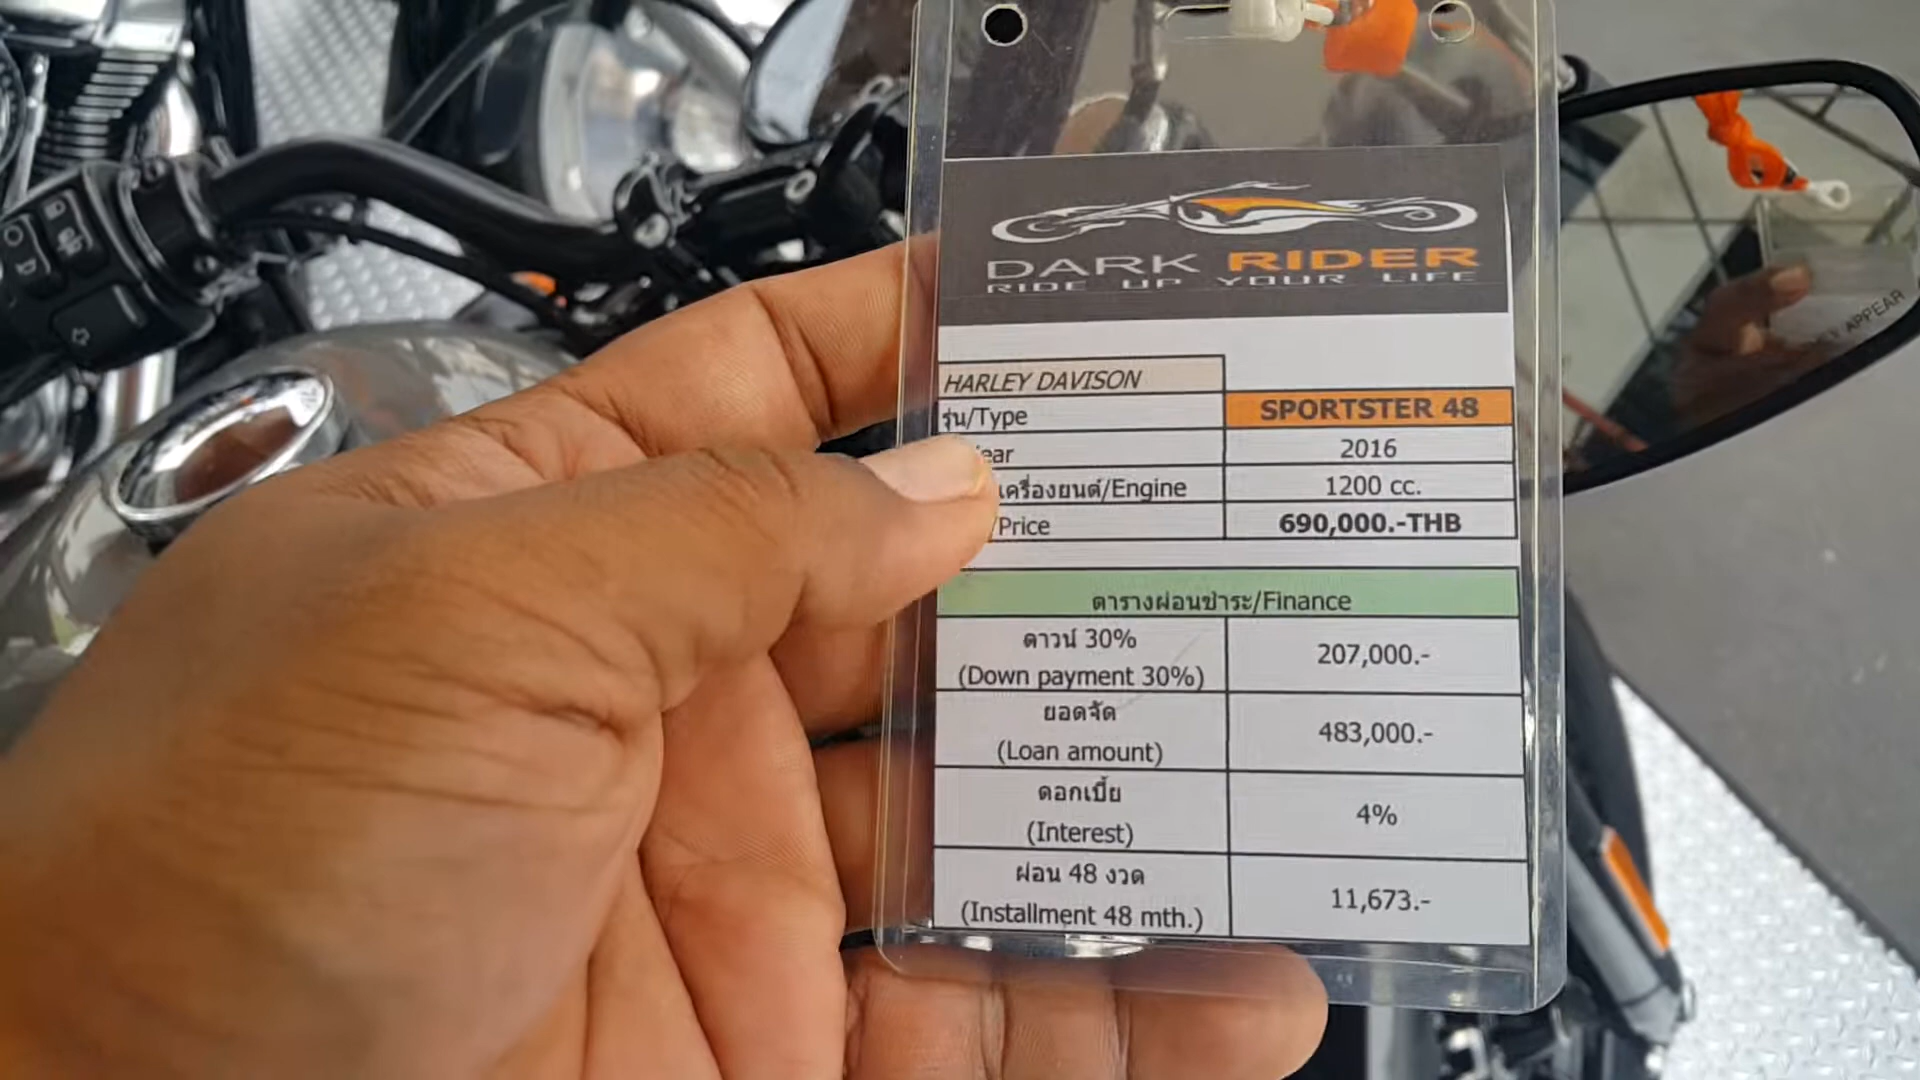 DARK RIDER
RIDE UP YOUR LIFE
HARLEY DAVISON
รุ่น/Type SPORTSTER 48
ear 2016
เครื่องยนต์/Engine 1200 cc.
/Price 690,000.-THB
ตารางผ่อนชำระ/Finance
ดาวน์ 30%
(Down payment 30%) 207,000.-
ยอดจัด
(Loan amount) 483,000.-
ดอกเบี้ย
(Interest) 4%
ผ่อน 48 งวด
(Installment 48 mth.) 11,673.-
APPEAR